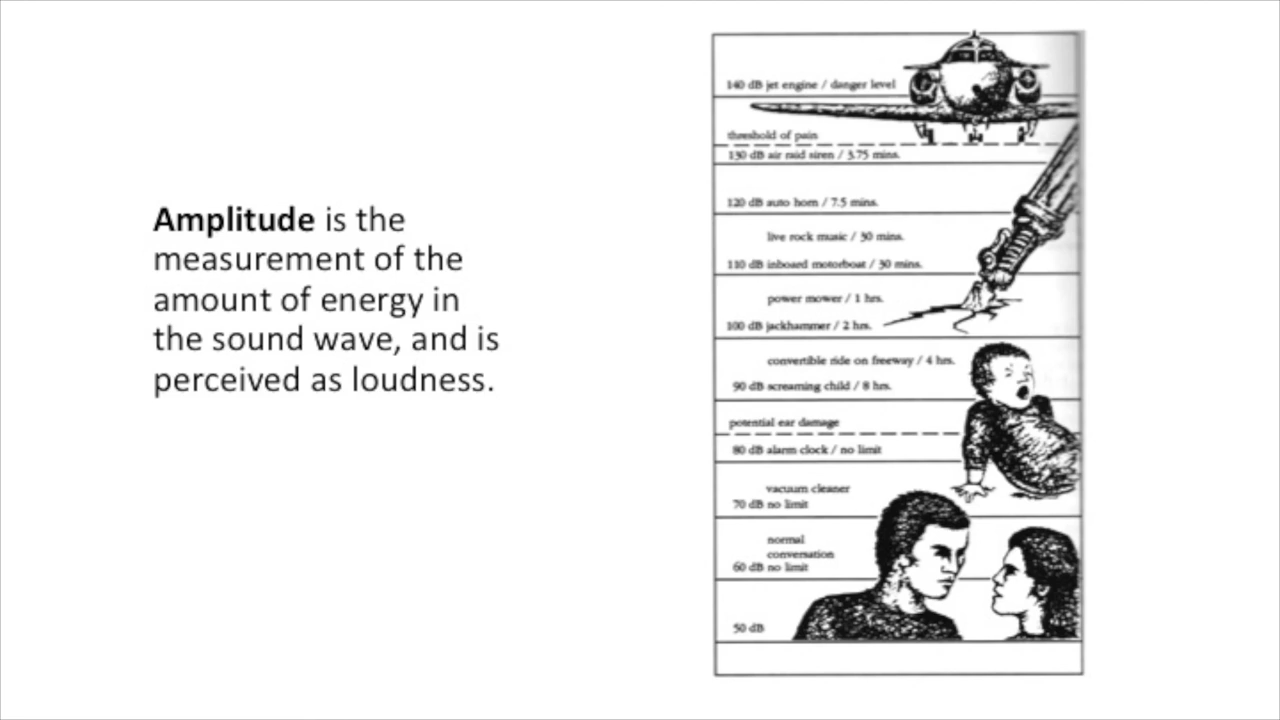 Amplitude is the
measurement of the
amount of energy in
the sound wave, and is
perceived as loudness.
140 dB jet engine / danger level
threshold of pain
130 dB air raid siren / 3.75 mins.
120 dB auto horn / 7.5 mins.
live rock music / 30 mins.
110 dB inboard motorboat / 30 mins.
power mower / 1 hrs.
100 dB jackhammer / 2 hrs.
convertible ride on freeway / 4 hrs.
90 dB screaming child / 8 hrs.
potential ear damage
80 dB alarm clock / no limit
vacuum cleaner
70 dB no limit
normal
conversation
60 dB no limit
50 dB